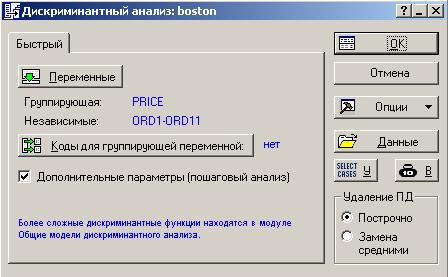 Дискриминантный анализ: boston
Быстрый
Переменные
Группирующая: PRICE
Независимые: ORD1-ORD11
Коды для группирующей переменной: нет
Дополнительные параметры (пошаговый анализ)
Более сложные дискриминантные функции находятся в модуле
Общие модели дискриминантного анализа.
OK
Отмена
Опции
Данные
SELECT CASES У
В
Удаление ПД
Построчно
Замена
средними